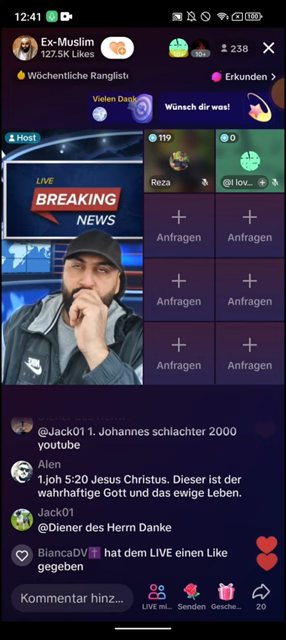 12:41
100
Ex-Muslim
127.5K Likes
10+
238
Wöchentliche Rangliste
Erkunden
Vielen Dank
Wünsch dir was!
Host
119
0
LIVE
BREAKING
NEWS
Reza
@I lov...
Anfragen
Anfragen
Anfragen
Anfragen
Anfragen
Anfragen
@Jack01 1. Johannes schlachter 2000
youtube
Alen
1.joh 5:20 Jesus Christus. Dieser ist der
wahrhaftige Gott und das ewige Leben.
Jack01
@Diener des Herrn Danke
BiancaDV✝️ hat dem LIVE einen Like
gegeben
Kommentar hinz...
LIVE mi...
Senden
Gesche...
20